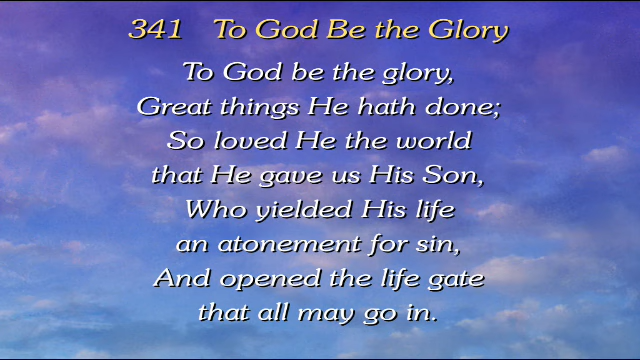 341 To God Be the Glory
To God be the glory,
Great things He hath done;
So loved He the world
that He gave us His Son,
Who yielded His life
an atonement for sin,
And opened the life gate
that all may go in.